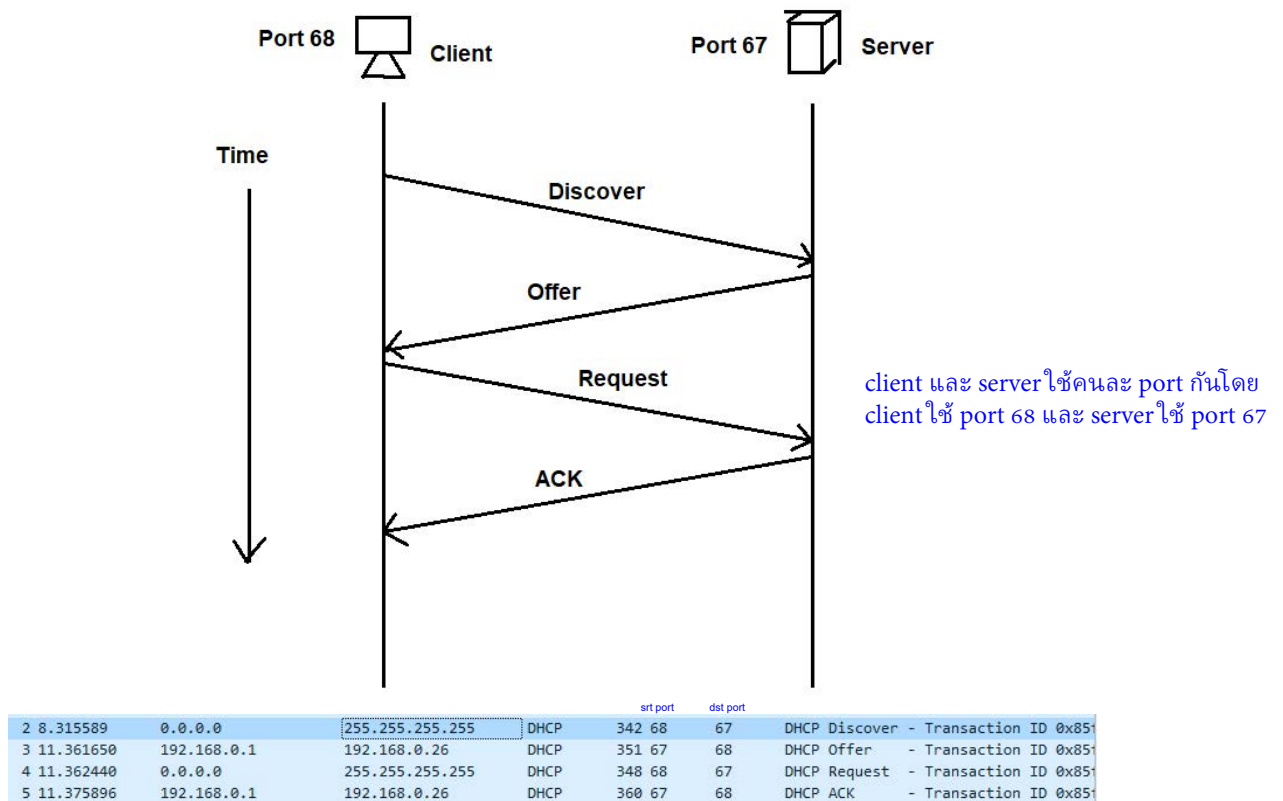 Port 68
Client
Port 67
Server
Time
Discover
Offer
Request
client และ server ใช้คนละ port กันโดย
client ใช้ port 68 และ server ใช้ port 67
ACK
srt port dst port
2 8.315589 0.0.0.0 255.255.255.255 DHCP 342 68 67 DHCP Discover - Transaction ID 0x85
3 11.361650 192.168.0.1 192.168.0.26 DHCP 351 67 68 DHCP Offer - Transaction ID 0x85
4 11.362440 0.0.0.0 255.255.255.255 DHCP 348 68 67 DHCP Request - Transaction ID 0x85
5 11.375896 192.168.0.1 192.168.0.26 DHCP 360 67 68 DHCP ACK - Transaction ID 0x85